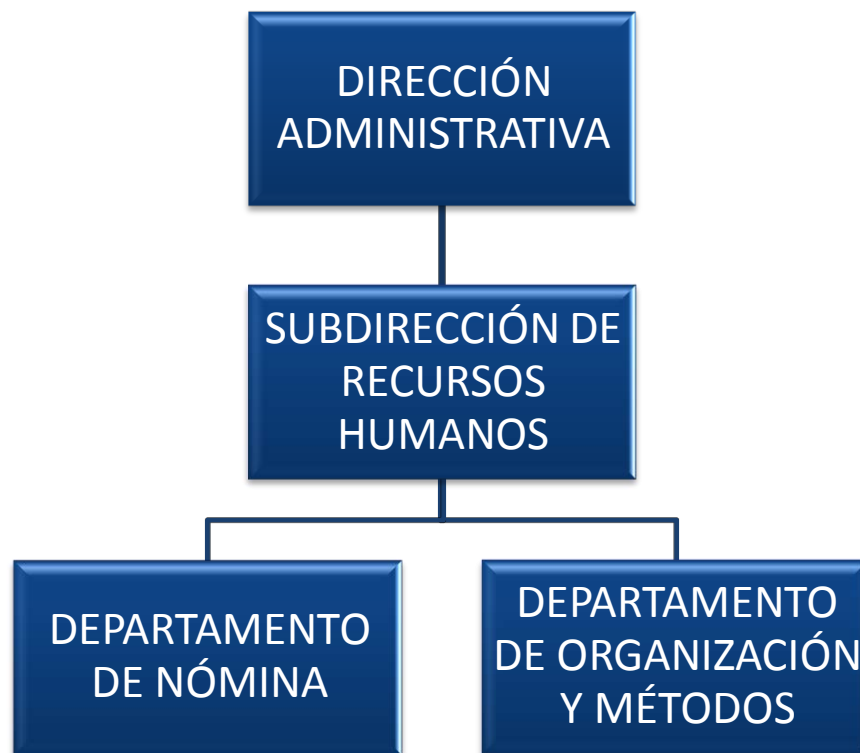 DIRECCIÓN
ADMINISTRATIVA
SUBDIRECCIÓN DE
RECURSOS
HUMANOS
DEPARTAMENTO
DE NÓMINA
DEPARTAMENTO
DE ORGANIZACIÓN
Y MÉTODOS